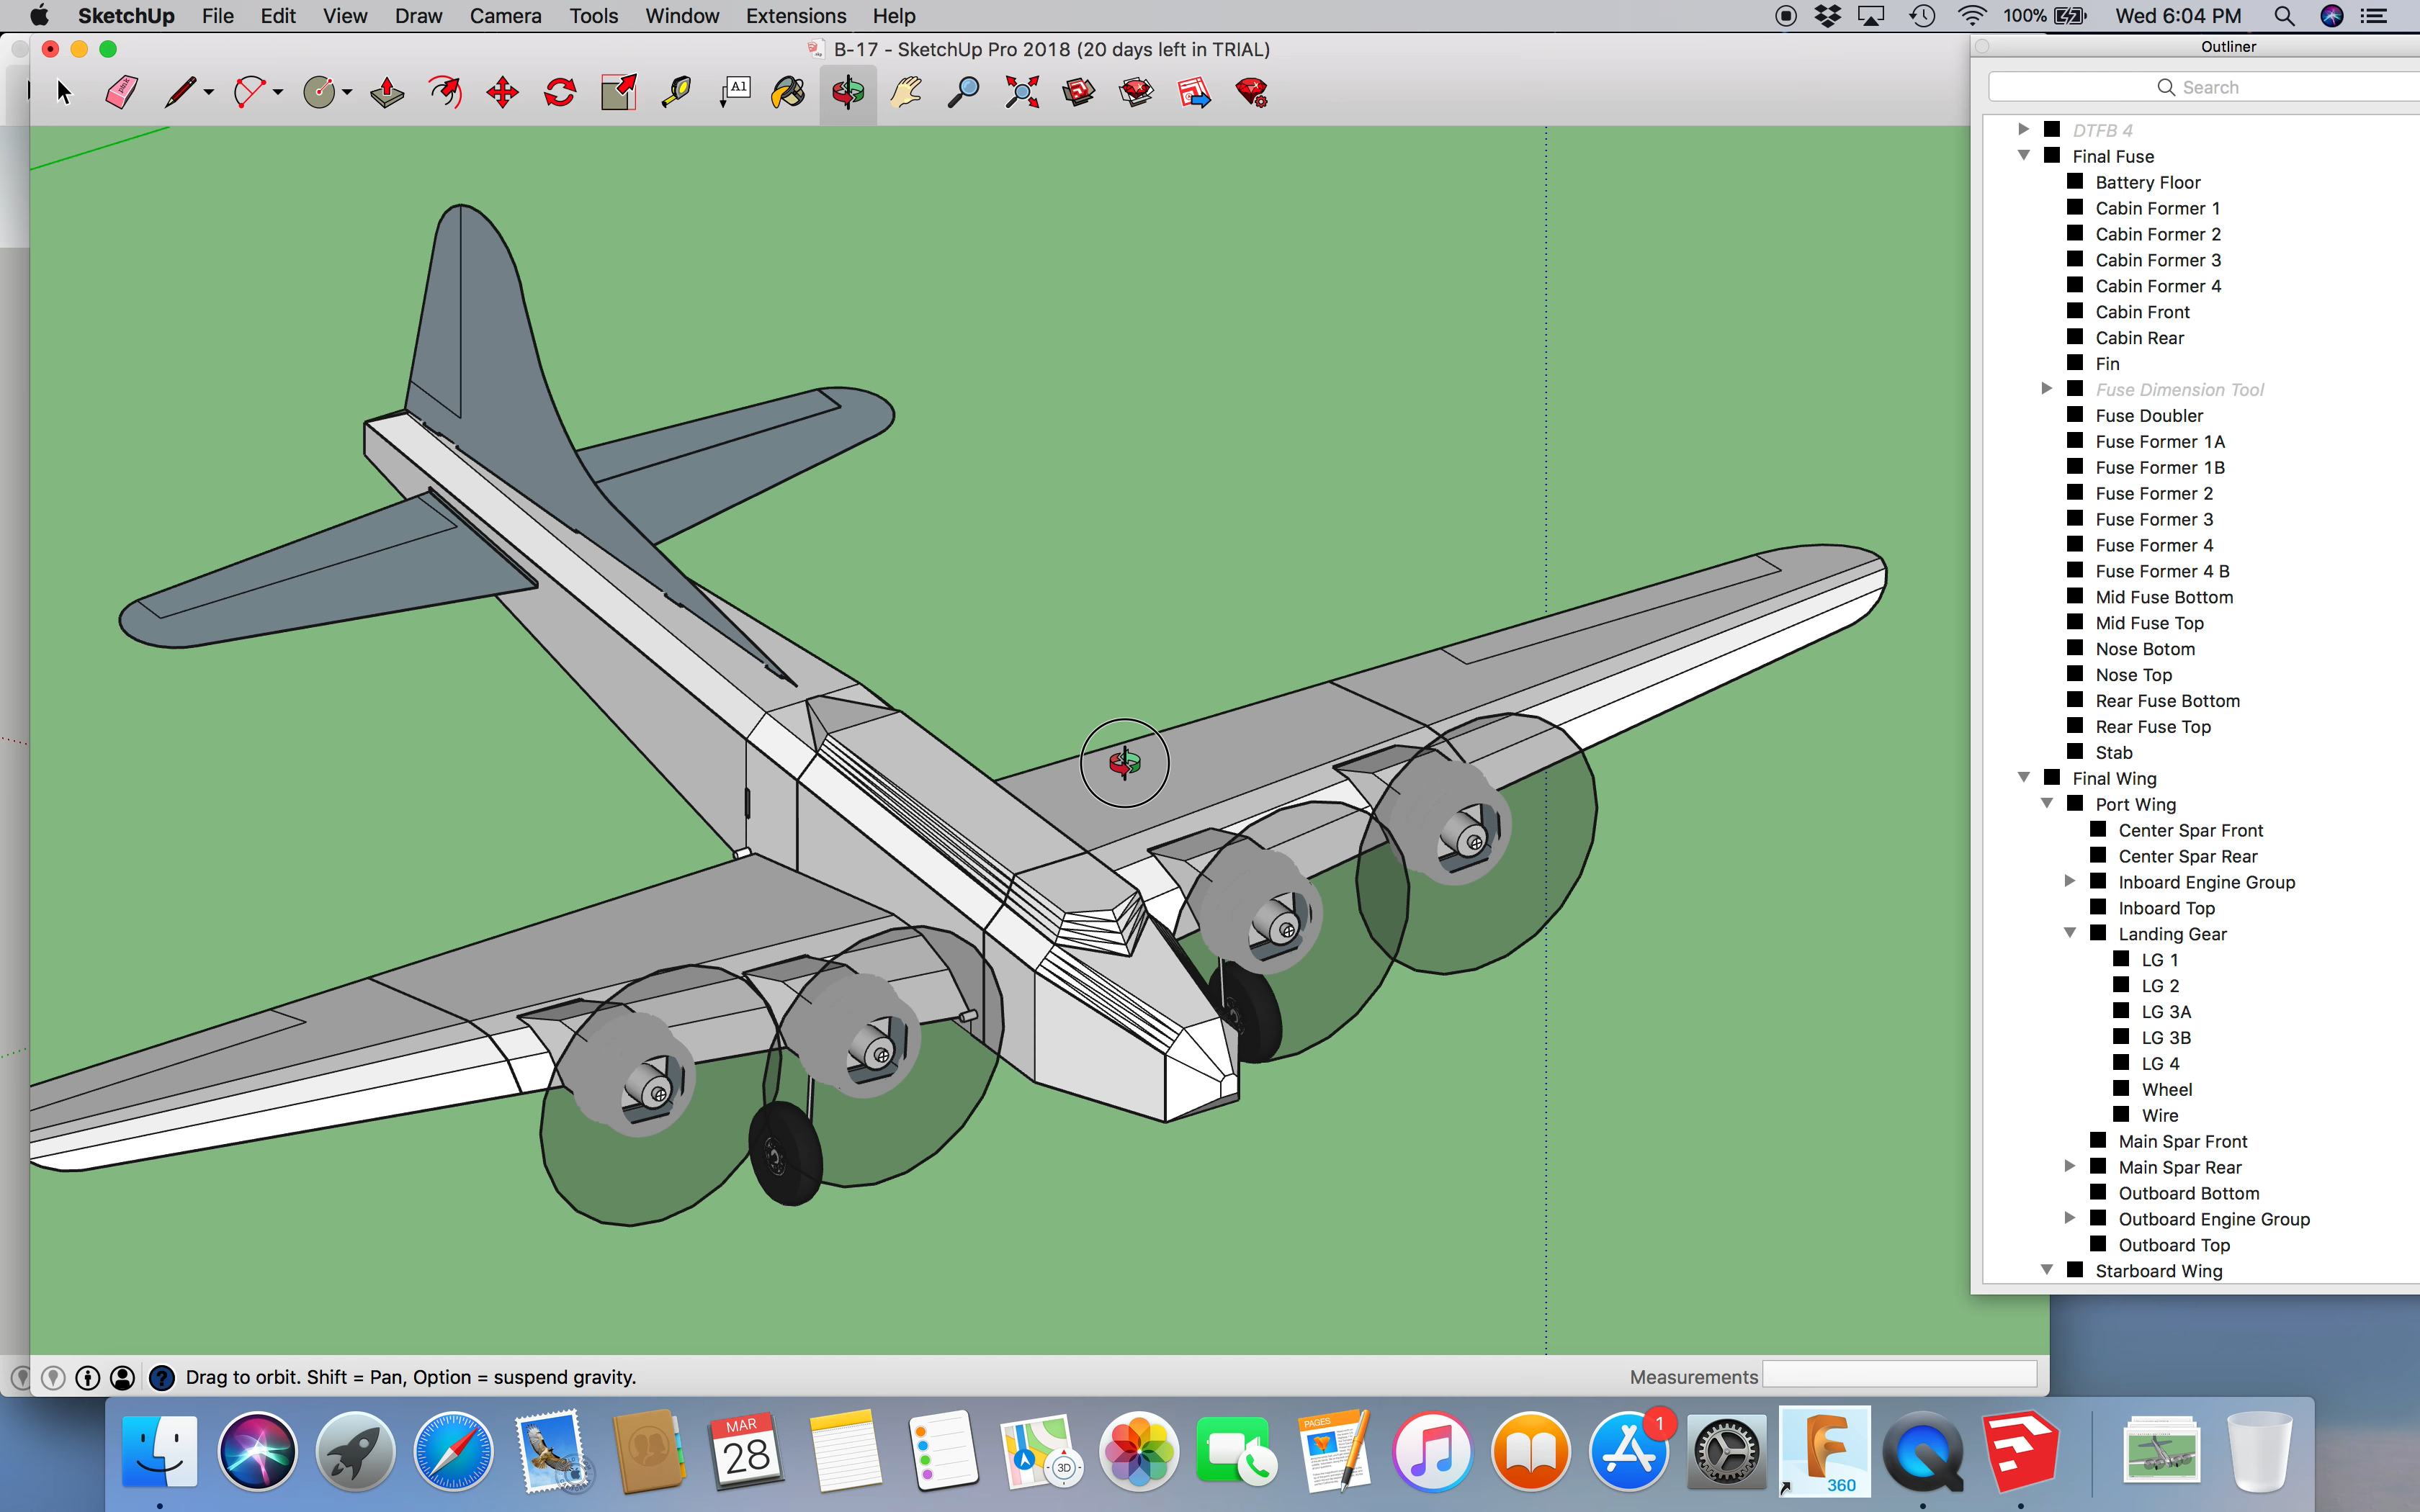 SketchUp File Edit View Draw Camera Tools Window Extensions Help 100% Wed 6:04 PM
B-17 - SketchUp Pro 2018 (20 days left in TRIAL)
Outliner
A1
Search
DTFB 4
Final Fuse
Battery Floor
Cabin Former 1
Cabin Former 2
Cabin Former 3
Cabin Former 4
Cabin Front
Cabin Rear
Fin
Fuse Dimension Tool
Fuse Doubler
Fuse Former 1A
Fuse Former 1B
Fuse Former 2
Fuse Former 3
Fuse Former 4
Fuse Former 4 B
Mid Fuse Bottom
Mid Fuse Top
Nose Botom
Nose Top
Rear Fuse Bottom
Rear Fuse Top
Stab
Final Wing
Port Wing
Center Spar Front
Center Spar Rear
Inboard Engine Group
Inboard Top
Landing Gear
LG 1
LG 2
LG 3A
LG 3B
LG 4
Wheel
Wire
Main Spar Front
Main Spar Rear
Outboard Bottom
Outboard Engine Group
Outboard Top
Starboard Wing
Drag to orbit. Shift = Pan, Option = suspend gravity.
Measurements
MAR
28
3D
PAGES
1
360